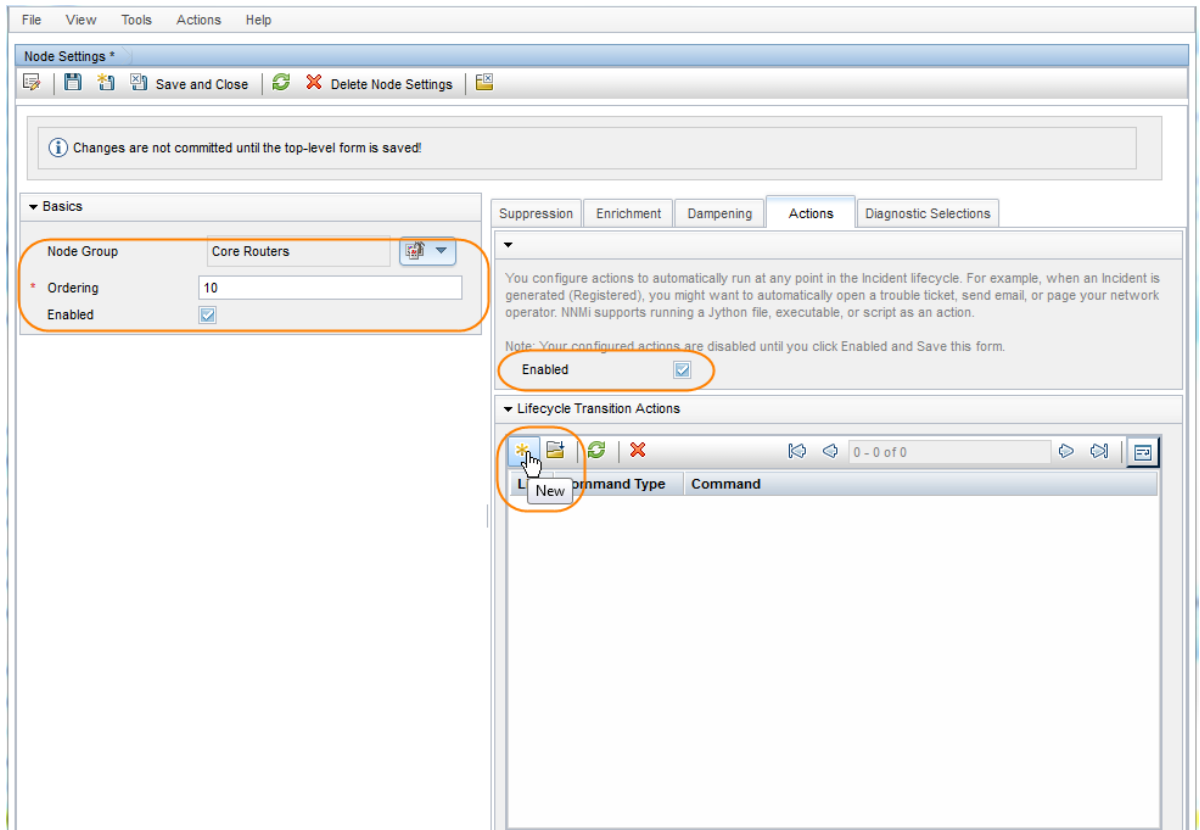 File View Tools Actions Help
Node Settings *
Save and Close Delete Node Settings
Changes are not committed until the top-level form is saved!
Basics
Node Group Core Routers
* Ordering 10
Enabled
Suppression Enrichment Dampening Actions Diagnostic Selections
You configure actions to automatically run at any point in the Incident lifecycle. For example, when an Incident is
generated (Registered), you might want to automatically open a trouble ticket, send email, or page your network
operator. NNMi supports running a Jython file, executable, or script as an action.
Note: Your configured actions are disabled until you click Enabled and Save this form.
Enabled
Lifecycle Transition Actions
0 - 0 of 0
Command Type Command
New